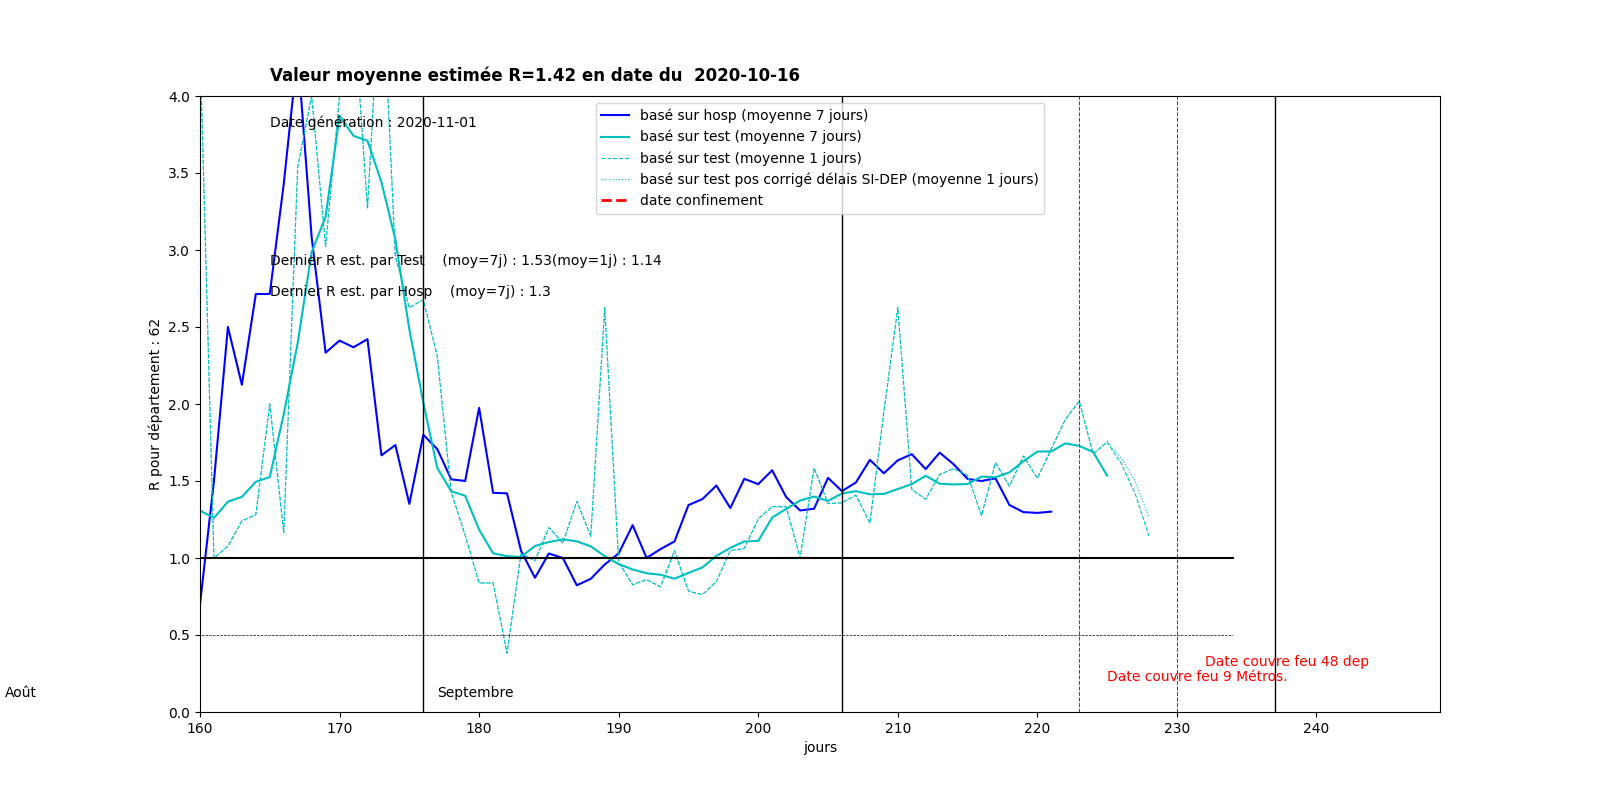 Valeur moyenne estimée R=1.42 en date du  2020-10-16
4.0
Date génération : 2020-11-01
basé sur hosp (moyenne 7 jours)
basé sur test (moyenne 7 jours)
basé sur test (moyenne 1 jours)
basé sur test pos corrigé délais SI-DEP (moyenne 1 jours)
date confinement
3.5
3.0
Dernier R est. par Test    (moy=7j) : 1.53(moy=1j) : 1.14
Dernier R est. par Hosp    (moy=7j) : 1.3
2.5
2.0
1.5
1.0
0.5
0.0
R pour département : 62
Date couvre feu 48 dep
Date couvre feu 9 Métros.
Août
Septembre
160 170 180 190 200 210 220 230 240
jours